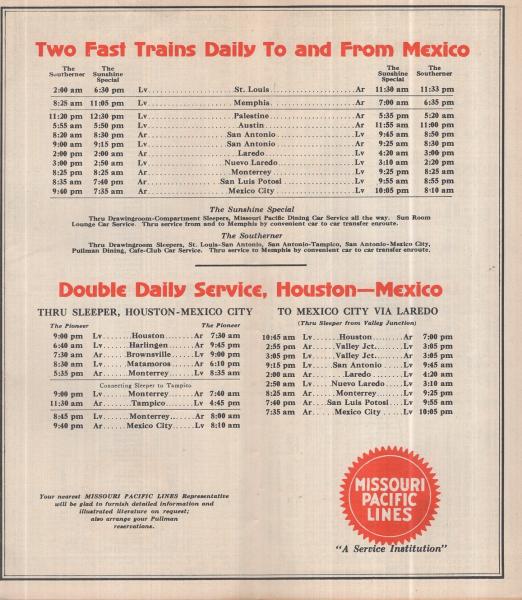 Two Fast Trains Daily To and From Mexico
The Southerner The Sunshine Special The Sunshine Special The Southerner
2:00 am 6:30 pm Lv. St. Louis Ar 11:30 am 11:33 pm
8:25 am 11:05 pm Lv. Memphis Ar 7:00 am 6:35 pm
11:20 pm 12:30 pm Lv. Palestine Ar 5:35 pm 5:20 am
5:55 am 5:50 pm Lv. Austin Ar 11:55 am 11:00 pm
8:20 am 8:30 pm Ar San Antonio Lv 9:45 am 8:50 pm
9:00 am 9:15 pm Lv San Antonio Ar 9:25 am 8:30 pm
2:00 pm 2:00 am Ar Laredo Lv 4:20 am 3:00 pm
3:00 pm 2:50 am Lv Nuevo Laredo Ar 3:10 am 2:20 pm
8:25 pm 8:25 am Ar Monterrey Lv 9:25 pm 8:25 am
8:35 am 7:40 pm Ar San Luis Potosi Lv 9:55 am 8:55 pm
9:40 pm 7:35 am Ar Mexico City Lv 10:05 pm 8:10 am
The Sunshine Special
Thru Drawingroom-Compartment Sleepers, Missouri Pacific Dining Car Service all the way. Sun Room
Lounge Car Service. Thru service from and to Memphis by convenient car to car transfer enroute.
The Southerner
Thru Drawingroom Sleepers, St. Louis-San Antonio, San Antonio-Tampico, San Antonio-Mexico City,
Pullman Dining, Cafe-Club Car Service. Thru service to Memphis by convenient car to car transfer enroute.
Double Daily Service, Houston—Mexico
THRU SLEEPER, HOUSTON-MEXICO CITY
The Pioneer The Pioneer
9:00 pm Lv Houston Ar 7:30 am
6:40 am Lv Harlingen Ar 9:45 pm
7:30 am Ar Brownsville Lv 9:00 pm
8:30 am Lv Matamoros Ar 6:10 pm
5:35 pm Ar Monterrey Lv 8:35 am
Connecting Sleeper to Tampico
9:00 pm Lv Monterrey Ar 7:40 am
11:30 am Ar Tampico Lv 4:45 pm
8:45 pm Lv Monterrey Ar 8:00 am
9:40 pm Ar Mexico City Lv 8:10 am
TO MEXICO CITY VIA LAREDO
(Thru Sleeper from Valley Junction)
10:45 am Lv Houston Ar 7:00 pm
2:55 pm Ar Valley Jct. Lv 3:05 pm
3:05 pm Lv Valley Jct. Ar 3:05 pm
9:15 pm Lv San Antonio Lv 9:45 am
2:00 am Ar Laredo Lv 4:20 am
2:50 am Lv Nuevo Laredo Ar 3:10 am
8:25 am Ar Monterrey Lv 9:25 pm
7:40 pm Ar San Luis Potosi Lv 9:55 am
7:35 am Ar Mexico City Lv 10:05 pm
Your nearest MISSOURI PACIFIC LINES Representative
will be glad to furnish detailed information and
illustrated literature on request;
also arrange your Pullman
reservations.
MISSOURI
PACIFIC
LINES
"A Service Institution"